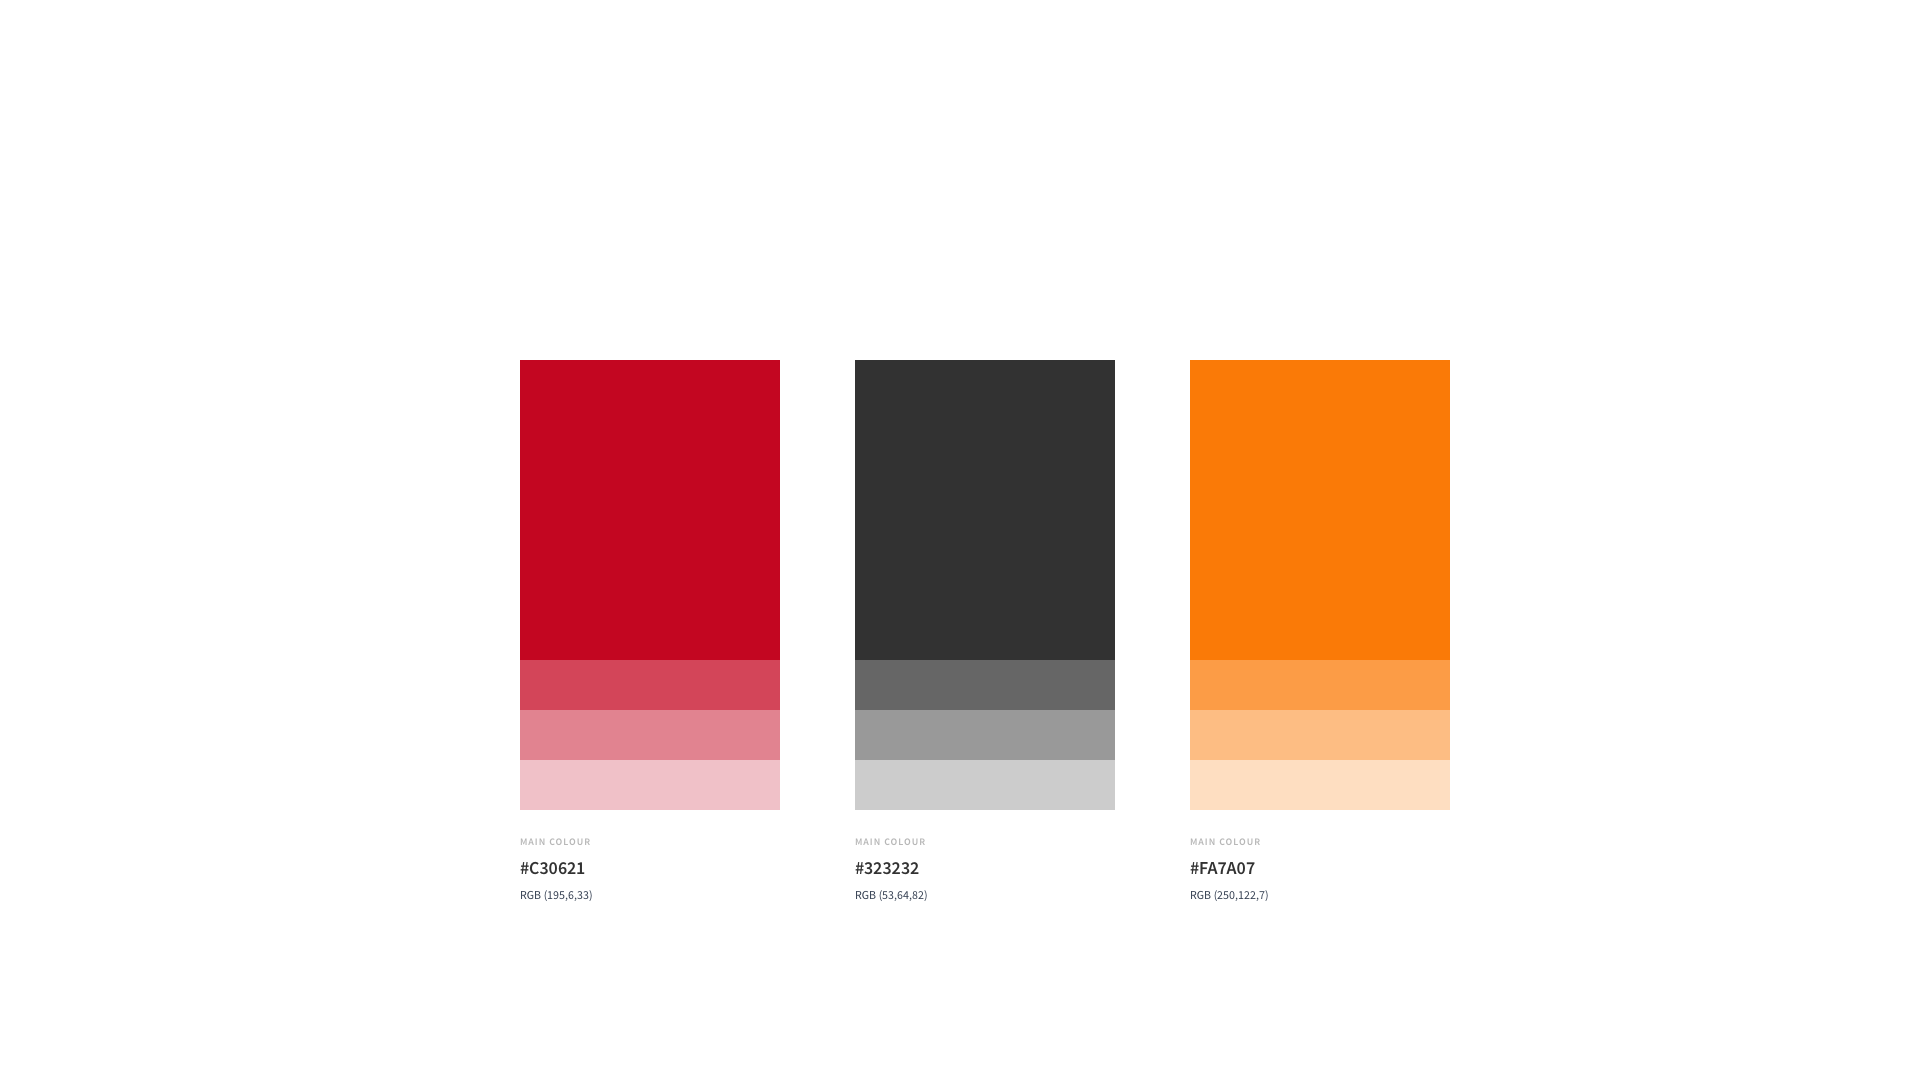 MAIN COLOUR
#C30621
RGB (195,6,33)
MAIN COLOUR
#323232
RGB (53,64,82)
MAIN COLOUR
#FA7A07
RGB (250,122,7)